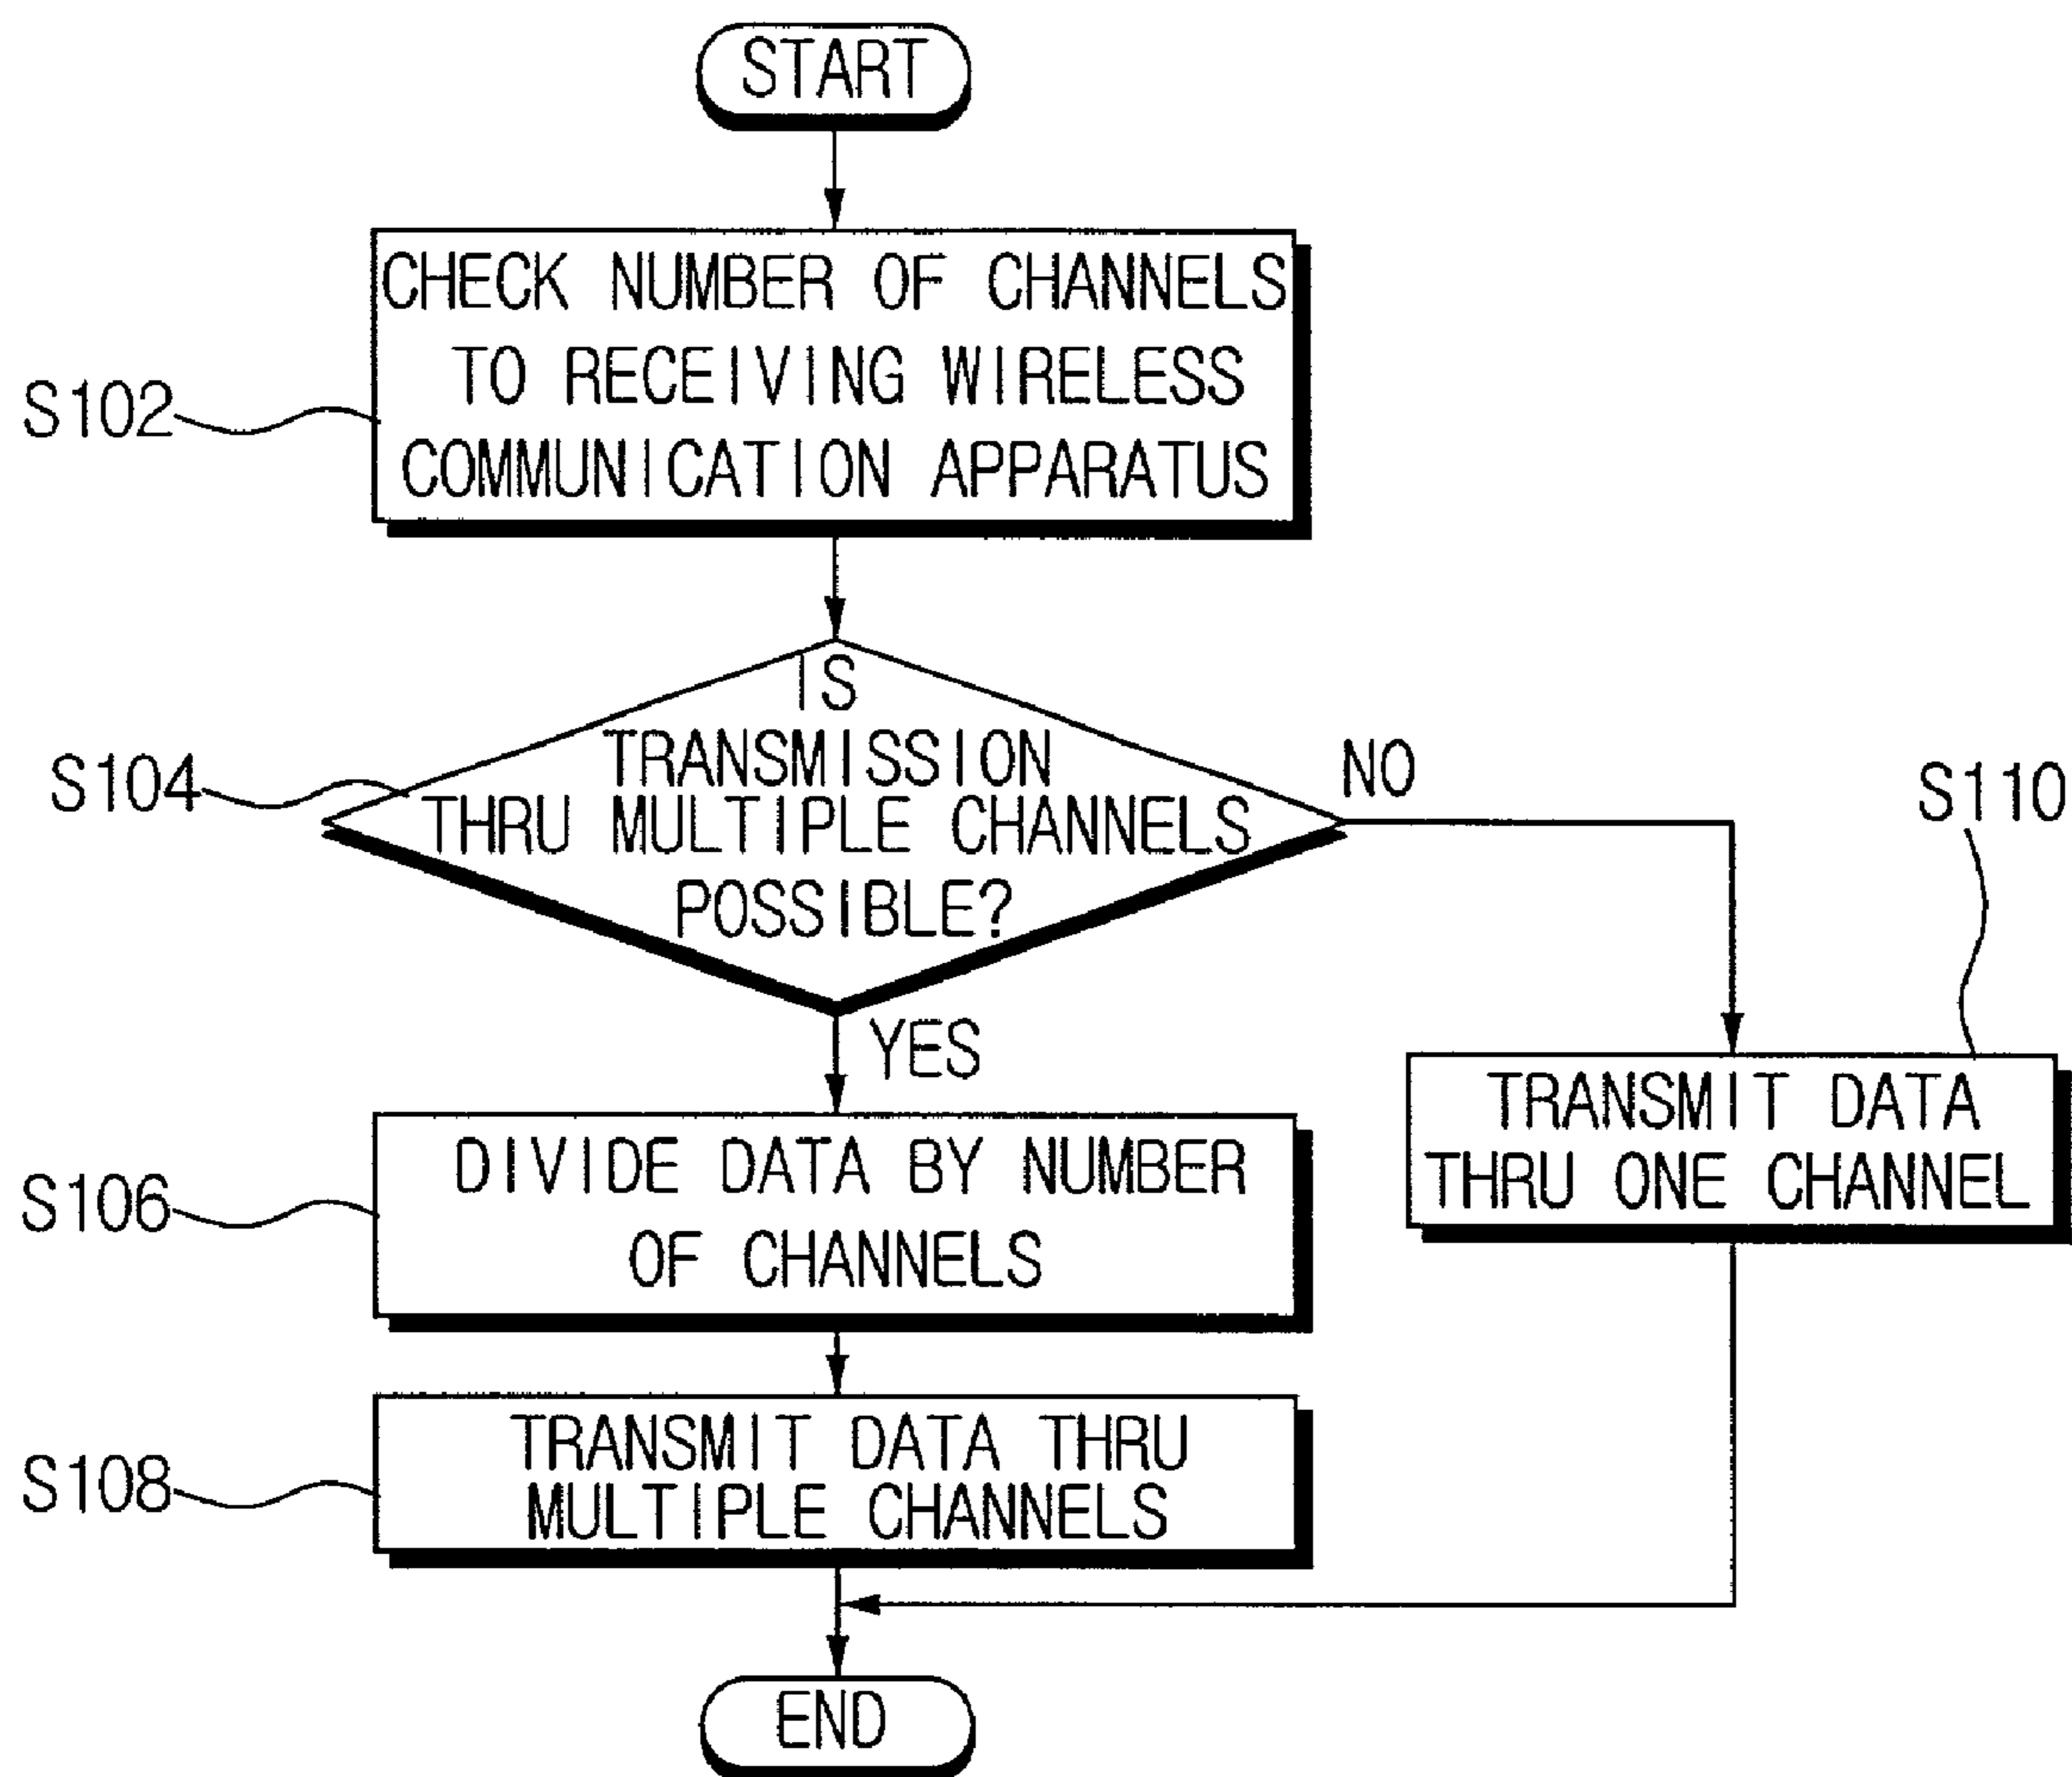 START
CHECK NUMBER OF CHANNELS
TO RECEIVING WIRELESS
COMMUNICATION APPARATUS
S102
IS
TRANSMISSION
THRU MULTIPLE CHANNELS
POSSIBLE?
S104
NO
S110
YES
TRANSMIT DATA
THRU ONE CHANNEL
DIVIDE DATA BY NUMBER
OF CHANNELS
S106
TRANSMIT DATA THRU
MULTIPLE CHANNELS
S108
END